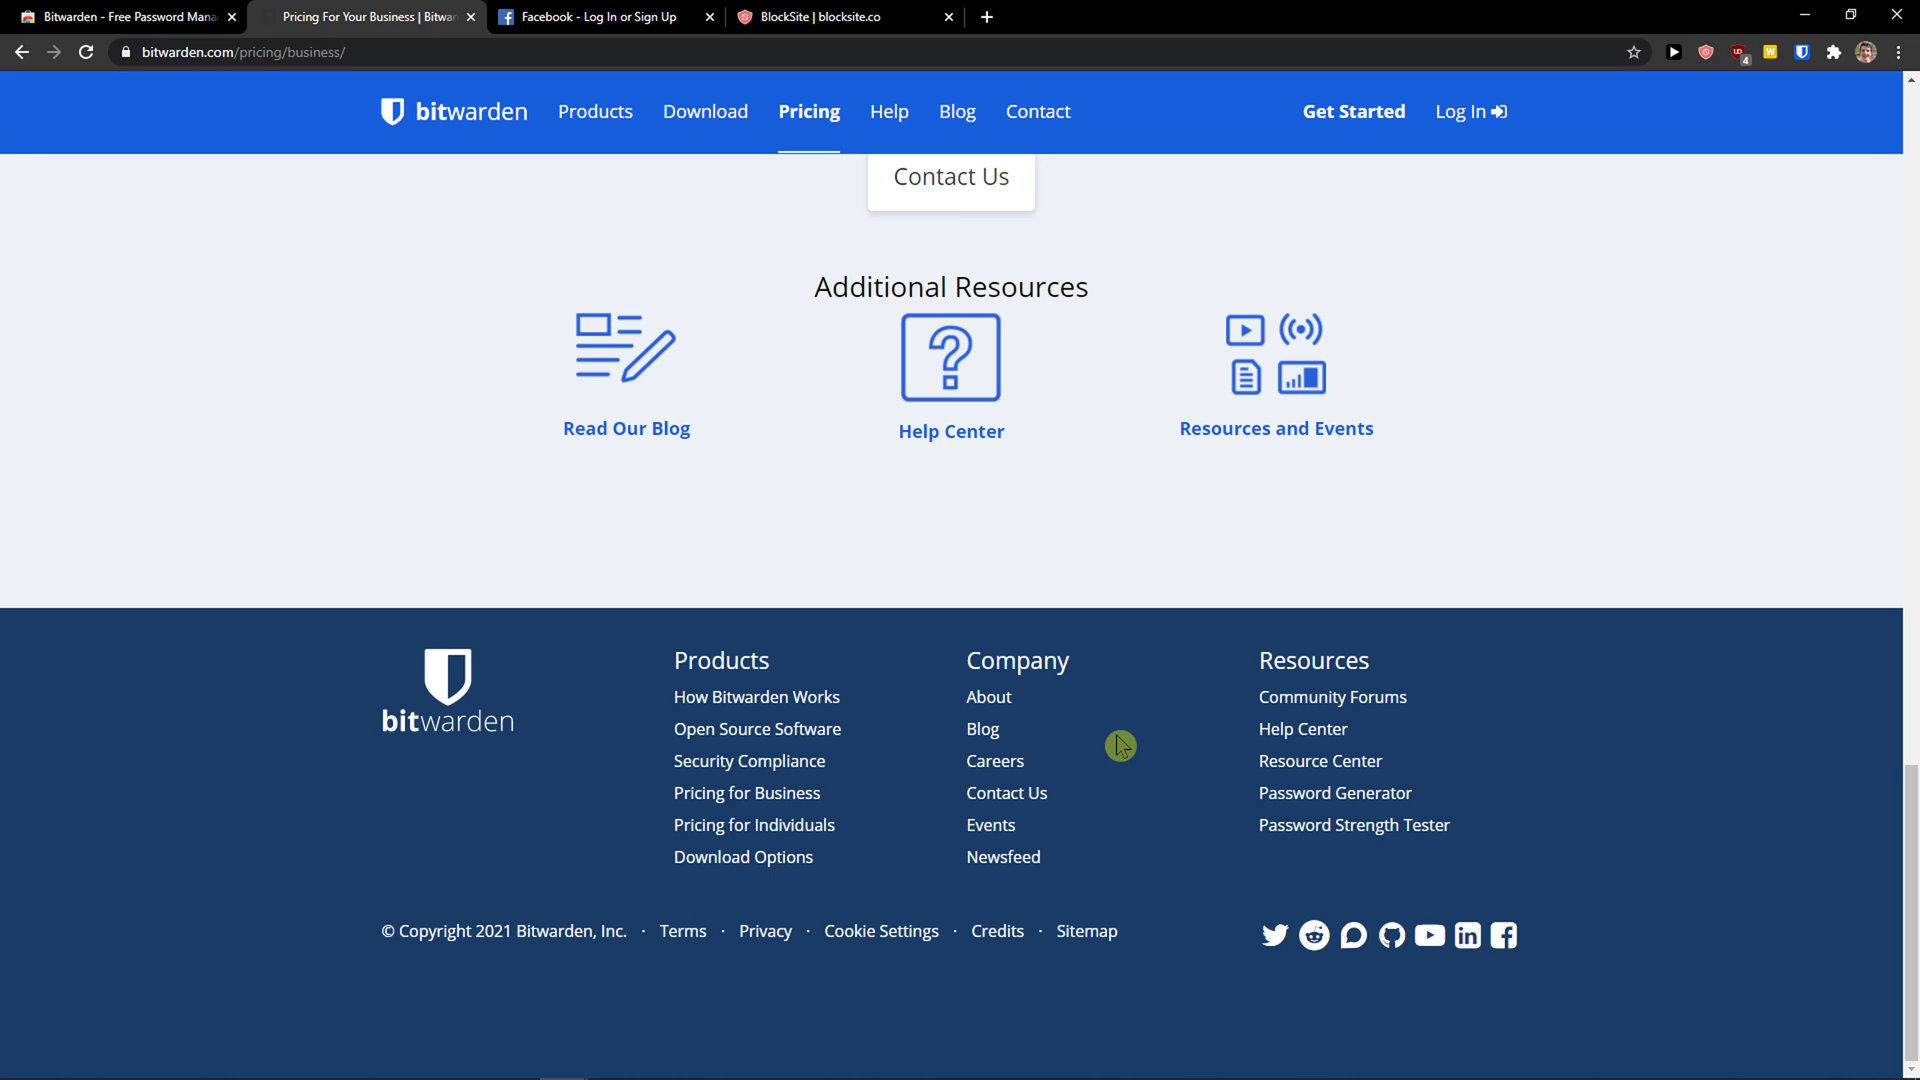 Bitwarden - Free Password Mana
Pricing For Your Business | Bitwar
Facebook - Log In or Sign Up
BlockSite | blocksite.co
bitwarden.com/pricing/business/
4
W
bitwarden
Products
Download
Pricing
Help
Blog
Contact
Get Started
Log In
Contact Us
Additional Resources
Read Our Blog
Help Center
Resources and Events
bitwarden
Products
How Bitwarden Works
Open Source Software
Security Compliance
Pricing for Business
Pricing for Individuals
Download Options
Company
About
Blog
Careers
Contact Us
Events
Newsfeed
Resources
Community Forums
Help Center
Resource Center
Password Generator
Password Strength Tester
© Copyright 2021 Bitwarden, Inc. · Terms · Privacy · Cookie Settings · Credits · Sitemap